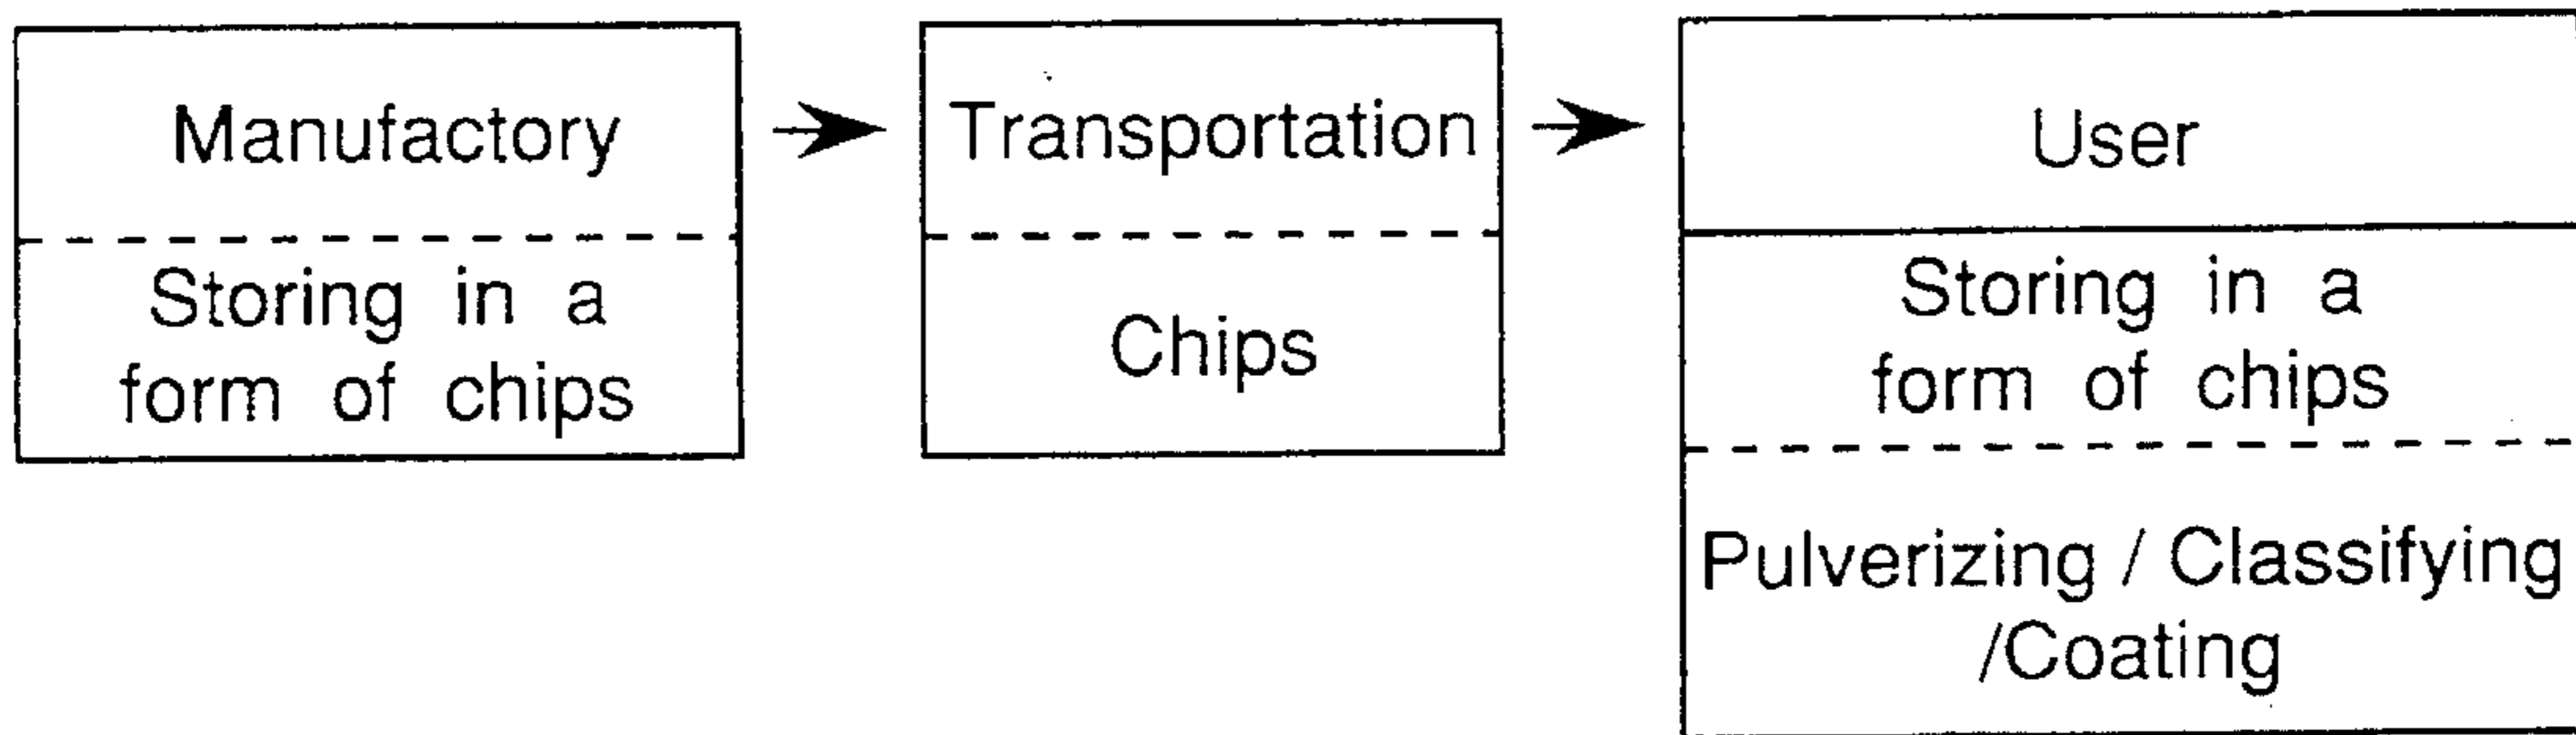 Manufactory
Storing in a
form of chips
Transportation
Chips
User
Storing in a
form of chips
Pulverizing / Classifying
/Coating